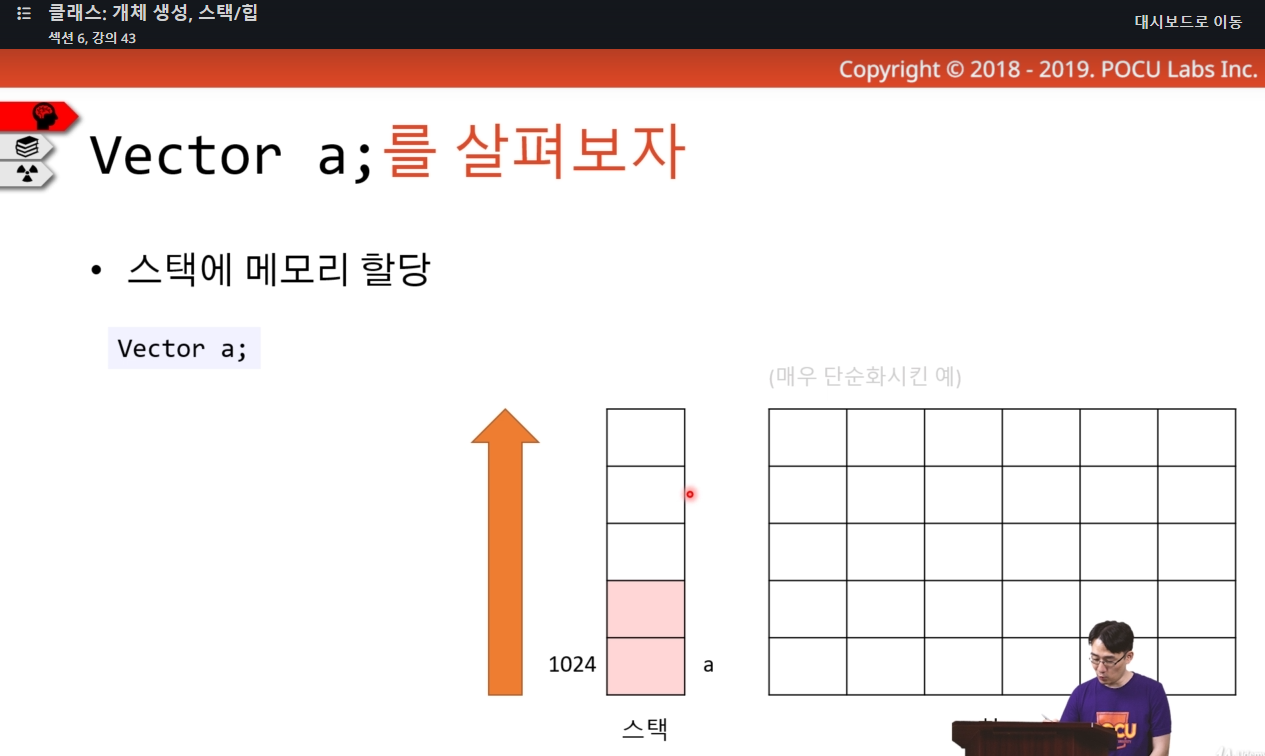 클래스: 개체 생성, 스택/힙
섹션 6, 강의 43
대시보드로 이동
Copyright © 2018 - 2019. POCU Labs Inc.
Vector a;를 살펴보자
• 스택에 메모리 할당
Vector a;
(매우 단순화시킨 예)
1024
a
스택